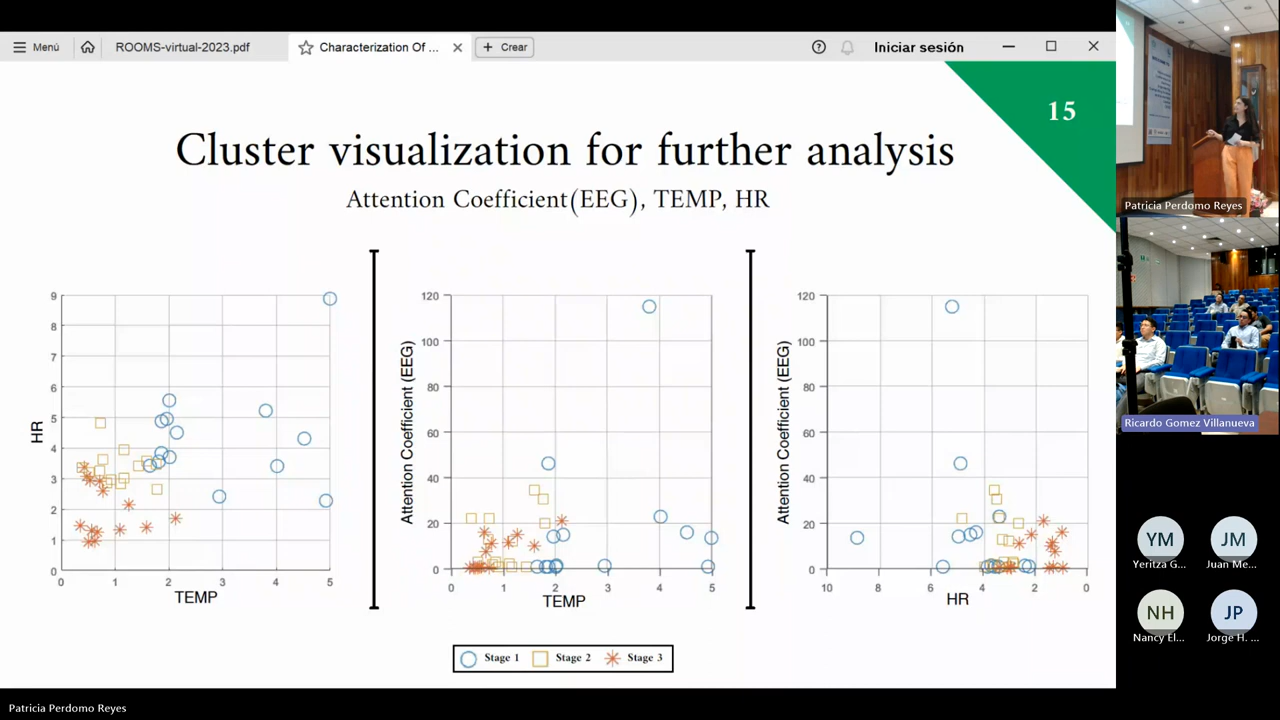 Menú
ROOMS-virtual-2023.pdf
Characterization Of ...
Crear
Iniciar sesión
15
Cluster visualization for further analysis
Attention Coefficient(EEG), TEMP, HR
9
8
7
6
5
4
3
2
1
0
HR
0 1 2 3 4 5
TEMP
120
100
80
60
40
20
0
Attention Coefficient (EEG)
0 1 2 3 4 5
TEMP
120
100
80
60
40
20
0
Attention Coefficient (EEG)
10 8 6 4 2 0
HR
Stage 1 Stage 2 Stage 3
Patricia Perdomo Reyes
Ricardo Gomez Villanueva
YM
Yeritza G...
JM
Juan Me...
NH
Nancy El...
JP
Jorge H. ...
Patricia Perdomo Reyes